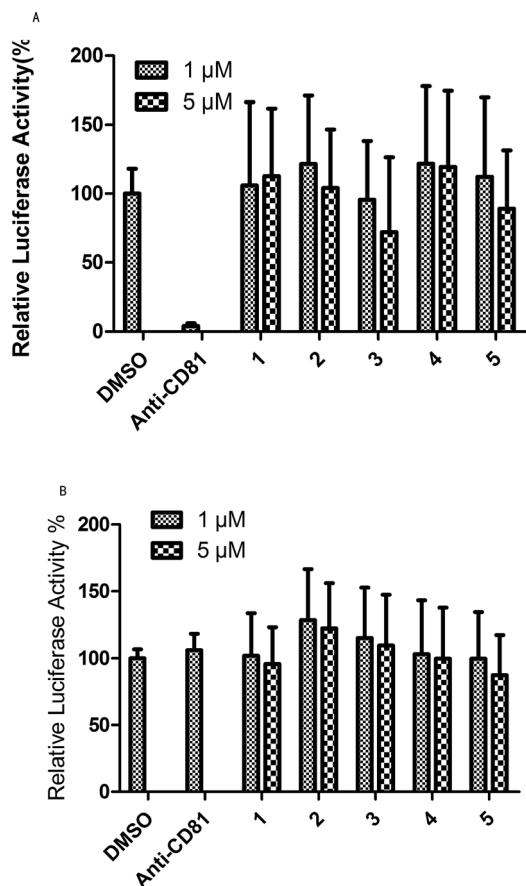 A
Relative Luciferase Activity(%
200
150
100
50
0
1 μM
5 μM
DMSO
Anti-CD81
1
2
3
4
5
B
Relative Luciferase Activity %
200
150
100
50
0
1 μM
5 μM
DMSO
Anti-CD81
1
2
3
4
5